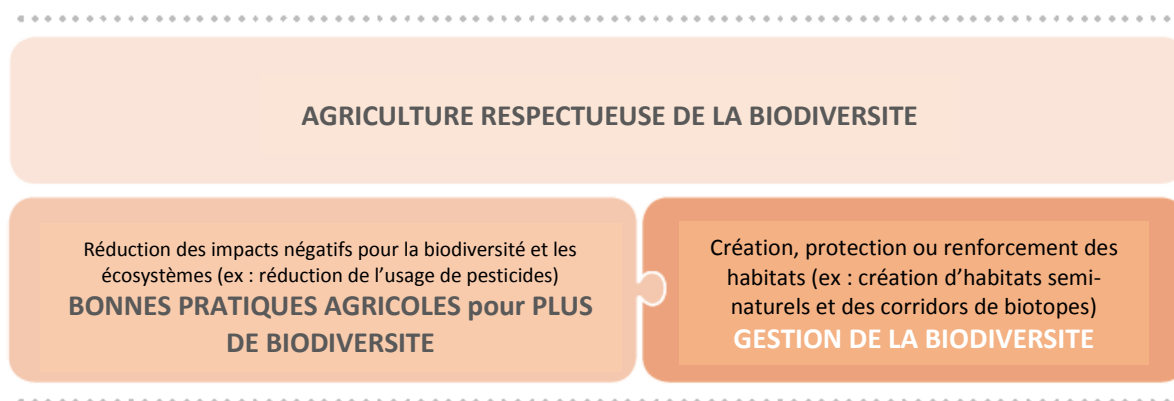 AGRICULTURE RESPECTUEUSE DE LA BIODIVERSITE
Réduction des impacts négatifs pour la biodiversité et les
écosystèmes (ex : réduction de l’usage de pesticides)
BONNES PRATIQUES AGRICOLES pour PLUS
DE BIODIVERSITE
Création, protection ou renforcement des
habitats (ex : création d’habitats semi-
naturels et des corridors de biotopes)
GESTION DE LA BIODIVERSITE